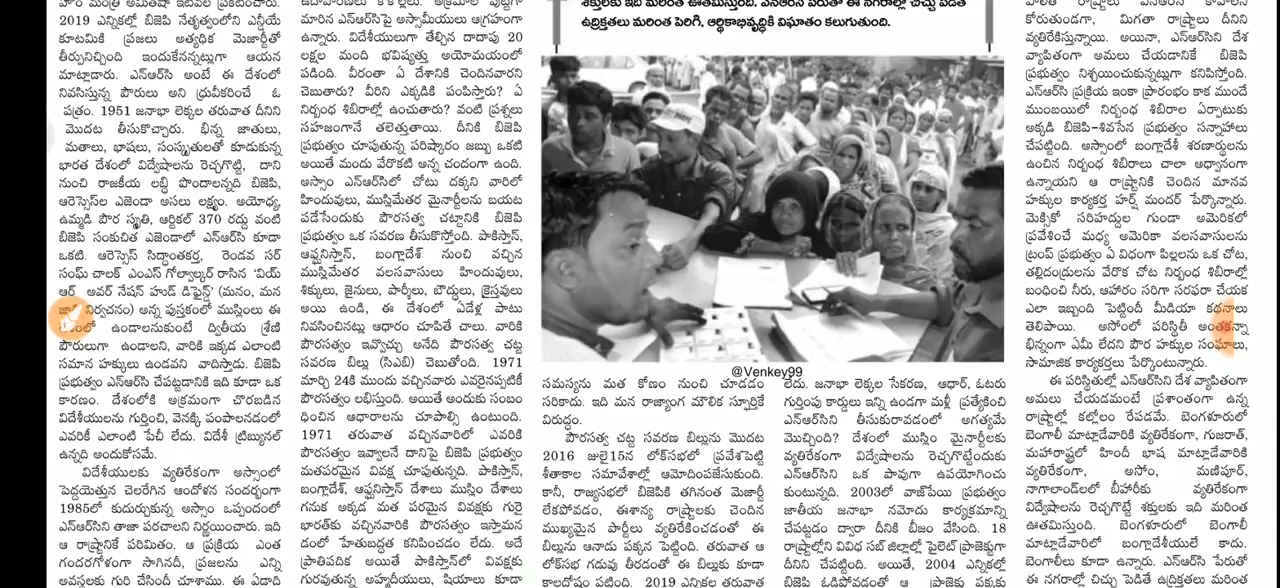 హోం మంత్రి అమిత్‌షా ఇటీవల ప్రకటించారు.
2019 ఎన్నికల్లో బిజెపి నేతృత్వంలోని ఎన్డీయే
కూటమికి ప్రజలు అత్యధిక మెజార్టీతో
తీర్పునిచ్చింది ఇందుకేనన్నట్లుగా ఆయన
మాట్లాడారు. ఎన్‌ఆర్‌సి అంటే ఈ దేశంలో
నివసిస్తున్న పౌరులు అని ధ్రువీకరించే ఓ
పత్రం. 1951 జనాభా లెక్కల తరువాత దీనిని
మొదట తీసుకొచ్చారు. భిన్న జాతులు,
మతాలు, భాషలు, సంస్కృతులతో కూడుకున్న
భారత దేశంలో విద్వేషాలను రెచ్చగొట్టి, దాని
నుంచి రాజకీయ లబ్ధి పొందాలన్నది బిజెపి,
ఆరెస్సెస్‌ల ఎజెండా అసలు లక్ష్యం. అయోధ్య,
ఉమ్మడి పౌర స్మృతి, ఆర్టికల్ 370 రద్దు వంటి
బిజెపి సంకుచిత ఎజెండాలో ఎన్‌ఆర్‌సి కూడా
ఒకటి. ఆరెస్సెస్ సిద్ధాంతకర్త, రెండవ సర్
సంఘ్ చాలక్ ఎంఎస్ గోల్వాల్కర్ రాసిన 'వియ్
ఆర్, అవర్ నేషన్ హుడ్ డిఫైన్డ్' (మనం, మన
నిర్వచనం) అన్న పుస్తకంలో ముస్లింలు ఈ
ఉండాలనుకుంటే ద్వితీయ శ్రేణి
పౌరులుగా ఉండాలని, వారికి ఇక్కడ ఎలాంటి
సమాన హక్కులు ఉండవని వాదిస్తాడు. బిజెపి
ప్రభుత్వం ఎన్‌ఆర్‌సి చేపట్టడానికి ఇది కూడా ఒక
కారణం. దేశంలోకి అక్రమంగా చొరబడిన
విదేశీయులను గుర్తించి, వెనక్కి పంపాలనడంలో
ఎవరికీ ఎలాంటి పేచీ లేదు. విదేశీ ట్రిబ్యునల్
ఉన్నది అందుకోసమే.
విదేశీయులకు వ్యతిరేకంగా అస్సాంలో
పెద్దయెత్తున చెలరేగిన ఆందోళన సందర్భంగా
1985లో కుదుర్చుకున్న అస్సాం ఒప్పందంలో
ఎన్‌ఆర్‌సిని తాజా పరచాలని నిర్ణయించారు. ఇది
ఆ రాష్ట్రానికే పరిమితం. ఆ ప్రక్రియ ఎంత
గందరగోళంగా సాగినదీ, ప్రజలను ఎన్ని
అవస్థలకు గురి చేసిందీ చూశాము. ఈ ఏడాది
మారిన ఎన్‌ఆర్‌సిపై అస్సామీయులు ఆగ్రహంగా
ఉన్నారు. విదేశీయులుగా తేల్చిన దాదాపు 20
లక్షల మంది భవిష్యత్తు అయోమయంలో
పడింది. వీరంతా ఏ దేశానికి చెందినవారని
చెబుతారు? వీరిని ఎక్కడికి పంపిస్తారు? ఏ
నిర్బంధ శిబిరాల్లో ఉంచుతారు? వంటి ప్రశ్నలు
సహజంగానే తలెత్తుతాయి. దీనికి బిజెపి
ప్రభుత్వం చూపుతున్న పరిష్కారం జబ్బు ఒకటి
అయితే మందు వేరొకటి అన్న చందంగా ఉంది.
అస్సాం ఎన్‌ఆర్‌సిలో చోటు దక్కని వారిలో
హిందువులు, ముస్లిమేతర మైనార్టీలను బయట
పడేసేందుకు పౌరసత్వ చట్టానికి బిజెపి
ప్రభుత్వం ఒక సవరణ తీసుకొస్తోంది. పాకిస్తాన్,
ఆఫ్ఘనిస్తాన్, బంగ్లాదేశ్ నుంచి వచ్చిన
ముస్లిమేతర వలసవాసులు హిందువులు,
శిక్కులు, జైనులు, పార్శీలు, బౌద్ధులు, క్రైస్తవులు
అయి ఉండి, ఈ దేశంలో ఏడేళ్ల పాటు
నివసించినట్లు ఆధారం చూపితే చాలు. వారికి
పౌరసత్వం ఇవ్వొచ్చు అనేది పౌరసత్వ చట్ట
సవరణ బిల్లు (సిఎబి) చెబుతోంది. 1971
మార్చి 24కి ముందు వచ్చినవారు ఎవరైనప్పటికీ
పౌరసత్వం లభిస్తుంది. అయితే అందుకు సంబం
ధించిన ఆధారాలను చూపాల్సి ఉంటుంది.
1971 తరువాత వచ్చినవారిలో ఎవరికి
పౌరసత్వం ఇవ్వాలనే దానిపై బిజెపి ప్రభుత్వం
మతపరమైన వివక్ష చూపుతున్నది. పాకిస్తాన్,
బంగ్లాదేశ్, ఆఫ్ఘనిస్తాన్ దేశాలు ముస్లిం దేశాలు
గనుక అక్కడ మత పరమైన వివక్షకు గురై
భారత్‌కు వచ్చినవారికి పౌరసత్వం ఇస్తామన
డంలో హేతుబద్ధత కనిపించడం లేదు. అదే
ప్రాతిపదిక అయితే పాకిస్తాన్‌లో వివక్షకు
గురవుతున్న అహ్మదీయులు, షియాలు కూడా
శక్తులకు ఇది మరింత ఊతమిస్తుంది. ఎన్ఆర్‌సి పేరుతో ఈ నగరాల్లో చిచ్చు పెడితే
ఉద్రిక్తతలు మరింత పెరిగి, ఆర్థికాభివృద్ధికి విఘాతం కలుగుతుంది.
@Venkey99
సమస్యను మత కోణం నుంచి చూడడం
సరికాదు. ఇది మన రాజ్యాంగ మౌలిక స్ఫూర్తికే
విరుద్ధం.
పౌరసత్వ చట్ట సవరణ బిల్లును మొదట
2016 జులై15న లోక్‌సభలో ప్రవేశపెట్టి
శీతాకాల సమావేశాల్లో ఆమోదింపజేసుకుంది.
కానీ, రాజ్యసభలో బిజెపికి తగినంత మెజార్టీ
లేకపోవడం, ఈశాన్య రాష్ట్రాలకు చెందిన
ముఖ్యమైన పార్టీలు వ్యతిరేకించడంతో ఈ
బిల్లును ఆనాడు పక్కన పెట్టింది. తరువాత ఆ
లోక్‌సభ గడువు తీరడంతో ఈ బిల్లుకు కూడా
కాలదోషం పట్టింది. 2019 ఎన్నికల తరువాత
లేదు. జనాభా లెక్కల సేకరణ, ఆధార్, ఓటరు
గుర్తింపు కార్డులు ఇన్ని ఉండగా మళ్లీ ప్రత్యేకించి
ఎన్‌ఆర్‌సిని తీసుకురావడంలో అగత్యమే
మొచ్చింది? దేశంలో ముస్లిం మైనార్టీలకు
వ్యతిరేకంగా విద్వేషాలను రెచ్చగొట్టేందుకు
ఎన్‌ఆర్‌సిని ఒక పావుగా ఉపయోగించు
కుంటున్నది. 2003లో వాజ్‌పేయి ప్రభుత్వం
జాతీయ జనాభా నమోదు కార్యక్రమాన్ని
చేపట్టడం ద్వారా దీనికి బీజం వేసింది. 18
రాష్ట్రాల్లోని వివిధ సబ్ జిల్లాల్లో పైలెట్ ప్రాజెక్టుగా
దీనిని చేపట్టింది. అయితే, 2004 ఎన్నికల్లో
బిజెపి ఓడిపోవడంతో ఆ ప్రాజెక్టు పక్కకు
కోరుతుండగా, మిగతా రాష్ట్రాలు దీనిని
వ్యతిరేకిస్తున్నాయి. అయినా, ఎన్‌ఆర్‌సిని దేశ
వ్యాపితంగా అమలు చేయడానికే బిజెపి
ప్రభుత్వం నిశ్చయించుకున్నట్లుగా కనిపిస్తోంది.
ఎన్‌ఆర్‌సి ప్రక్రియ ఇంకా ప్రారంభం కాక ముందే
ముంబయిలో నిర్బంధ శిబిరాల ఏర్పాటుకు
అక్కడి బిజెపి-శివసేన ప్రభుత్వం సన్నాహాలు
చేపట్టింది. అస్సాంలో బంగ్లాదేశీ శరణార్థులను
ఉంచిన నిర్బంధ శిబిరాలు చాలా అధ్వానంగా
ఉన్నాయని ఆ రాష్ట్రానికి చెందిన మానవ
హక్కుల కార్యకర్త హర్ష్ మందర్ పేర్కొన్నారు.
మెక్సికో సరిహద్దుల గుండా అమెరికాలో
ప్రవేశించే మధ్య అమెరికా వలసవాసులను
ట్రంప్ ప్రభుత్వం ఏ విధంగా పిల్లలను ఒక చోట,
తల్లిదండ్రులను వేరొక చోట నిర్బంధ శిబిరాల్లో
బంధించి నీరు, ఆహారం సరిగా సరఫరా చేయక
ఎలా ఇబ్బంది పెట్టిందీ మీడియా కథనాలు
తెలిపాయి. అసోంలో పరిస్థితీ అంతకన్నా
భిన్నంగా ఏమీ లేదని పౌర హక్కుల సంఘాలు,
సామాజిక కార్యకర్తలు పేర్కొంటున్నారు.
ఈ పరిస్థితుల్లో ఎన్‌ఆర్‌సిని దేశ వ్యాపితంగా
అమలు చేయడమంటే ప్రశాంతంగా ఉన్న
రాష్ట్రాల్లో కల్లోలం రేపడమే. బెంగళూరులో
బెంగాలీ మాట్లాడేవారికి వ్యతిరేకంగా, గుజరాత్,
మహారాష్ట్రలో హిందీ భాష మాట్లాడేవారికి
వ్యతిరేకంగా, అసోం, మణిపూర్,
నాగాలాండ్‌లలో బీహారీకు వ్యతిరేకంగా
విద్వేషాలను రెచ్చగొట్టే శక్తులకు ఇది మరింత
ఊతమిస్తుంది. బెంగళూరులో బెంగాలీ
మాట్లాడేవారిలో బంగ్లాదేశీయులే కాదు.
బెంగాలీలు కూడా ఉన్నారు. ఎన్‌ఆర్‌సి పేరుతో
ఈ నగరాల్లో చిచ్చు పెడితే ఉద్రిక్తతలు మరింత